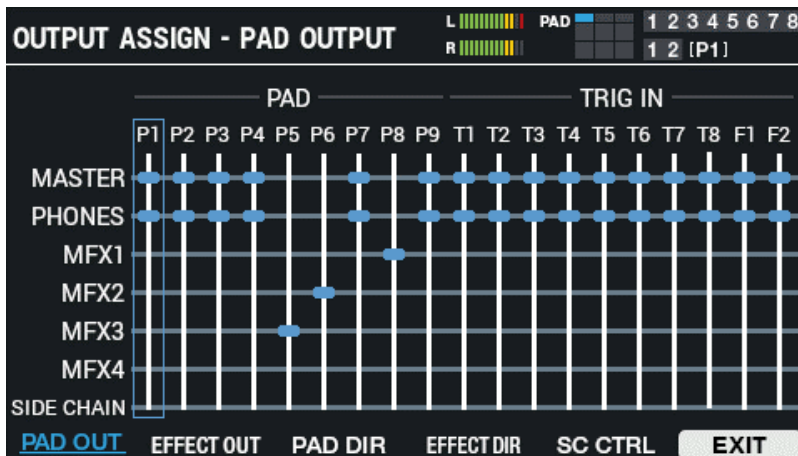 OUTPUT ASSIGN - PAD OUTPUT
L PAD 1 2 3 4 5 6 7 8
R 1 2 [P1]
PAD TRIG IN
P1 P2 P3 P4 P5 P6 P7 P8 P9 T1 T2 T3 T4 T5 T6 T7 T8 F1 F2
MASTER
PHONES
MFX1
MFX2
MFX3
MFX4
SIDE CHAIN
PAD OUT EFFECT OUT PAD DIR EFFECT DIR SC CTRL EXIT